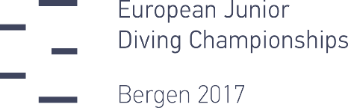 European Junior
Diving Championships
Bergen 2017